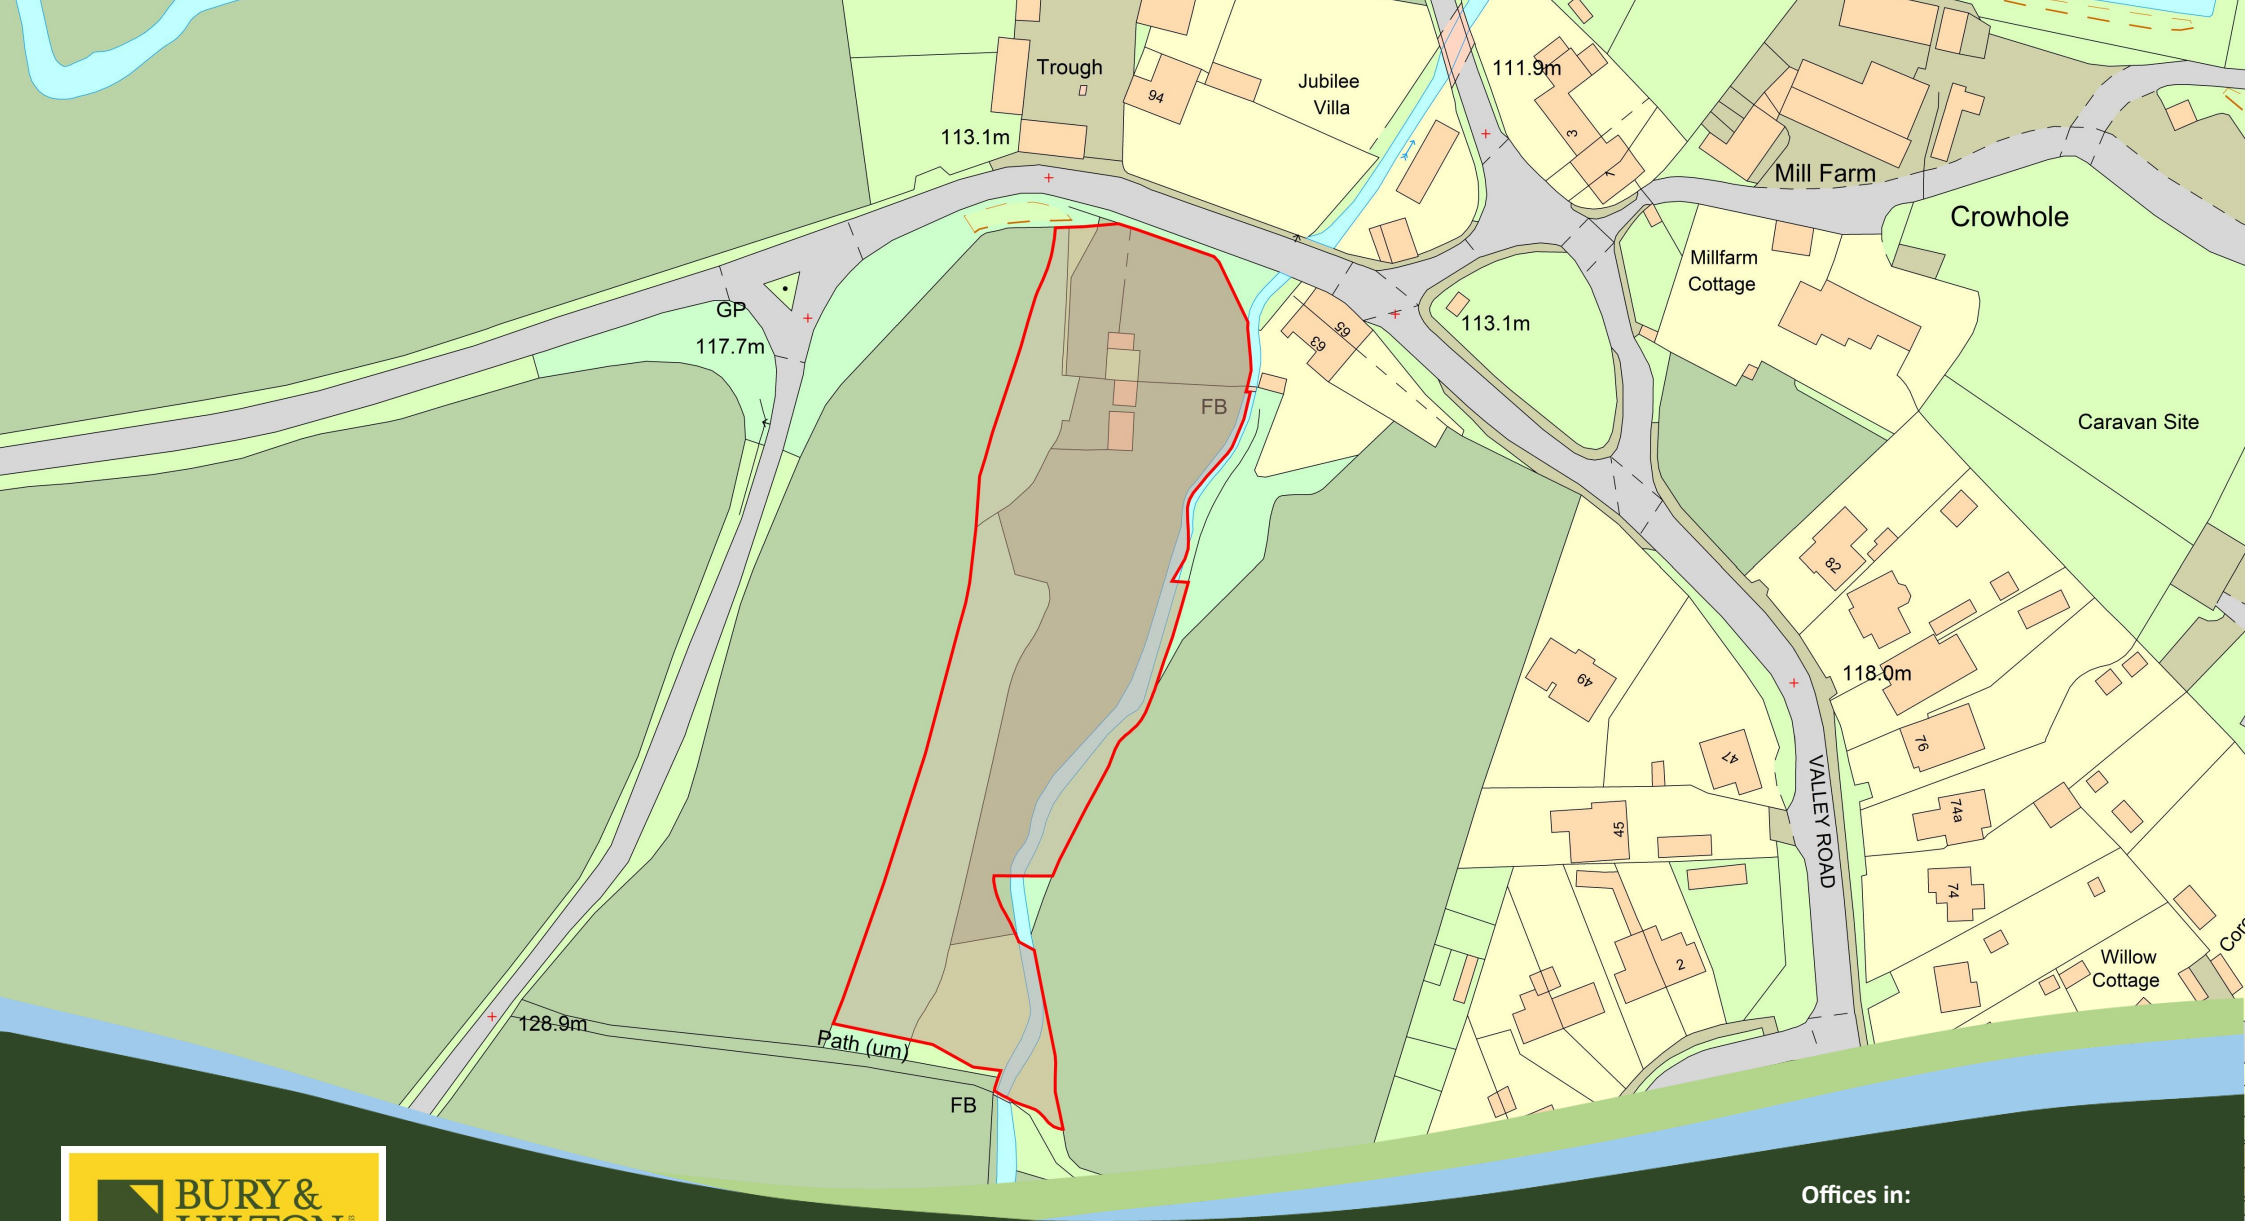 Trough
94
Jubilee
Villa
111.9m
3
1
113.1m
Mill Farm
Crowhole
Millfarm
Cottage
GP
117.7m
113.1m
65
63
FB
Caravan Site
82
49
118.0m
76
47
VALLEY ROAD
74a
45
74
2
Willow
Cottage
128.9m
Path (um)
FB
BURY &
HILTON
Offices in: